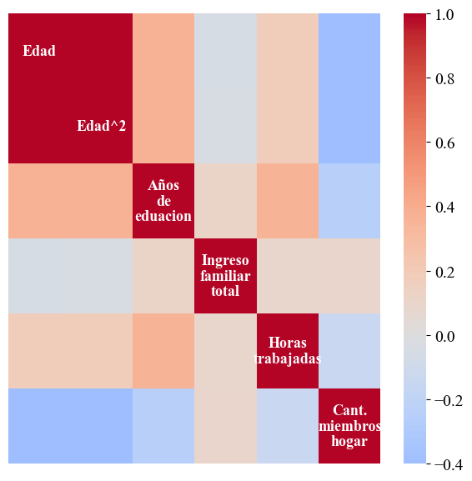 Edad
Edad^2
Años
de
eduacion
Ingreso
familiar
total
Horas
trabajadas
Cant.
miembros
hogar
1.0
0.8
0.6
0.4
0.2
0.0
−0.2
−0.4